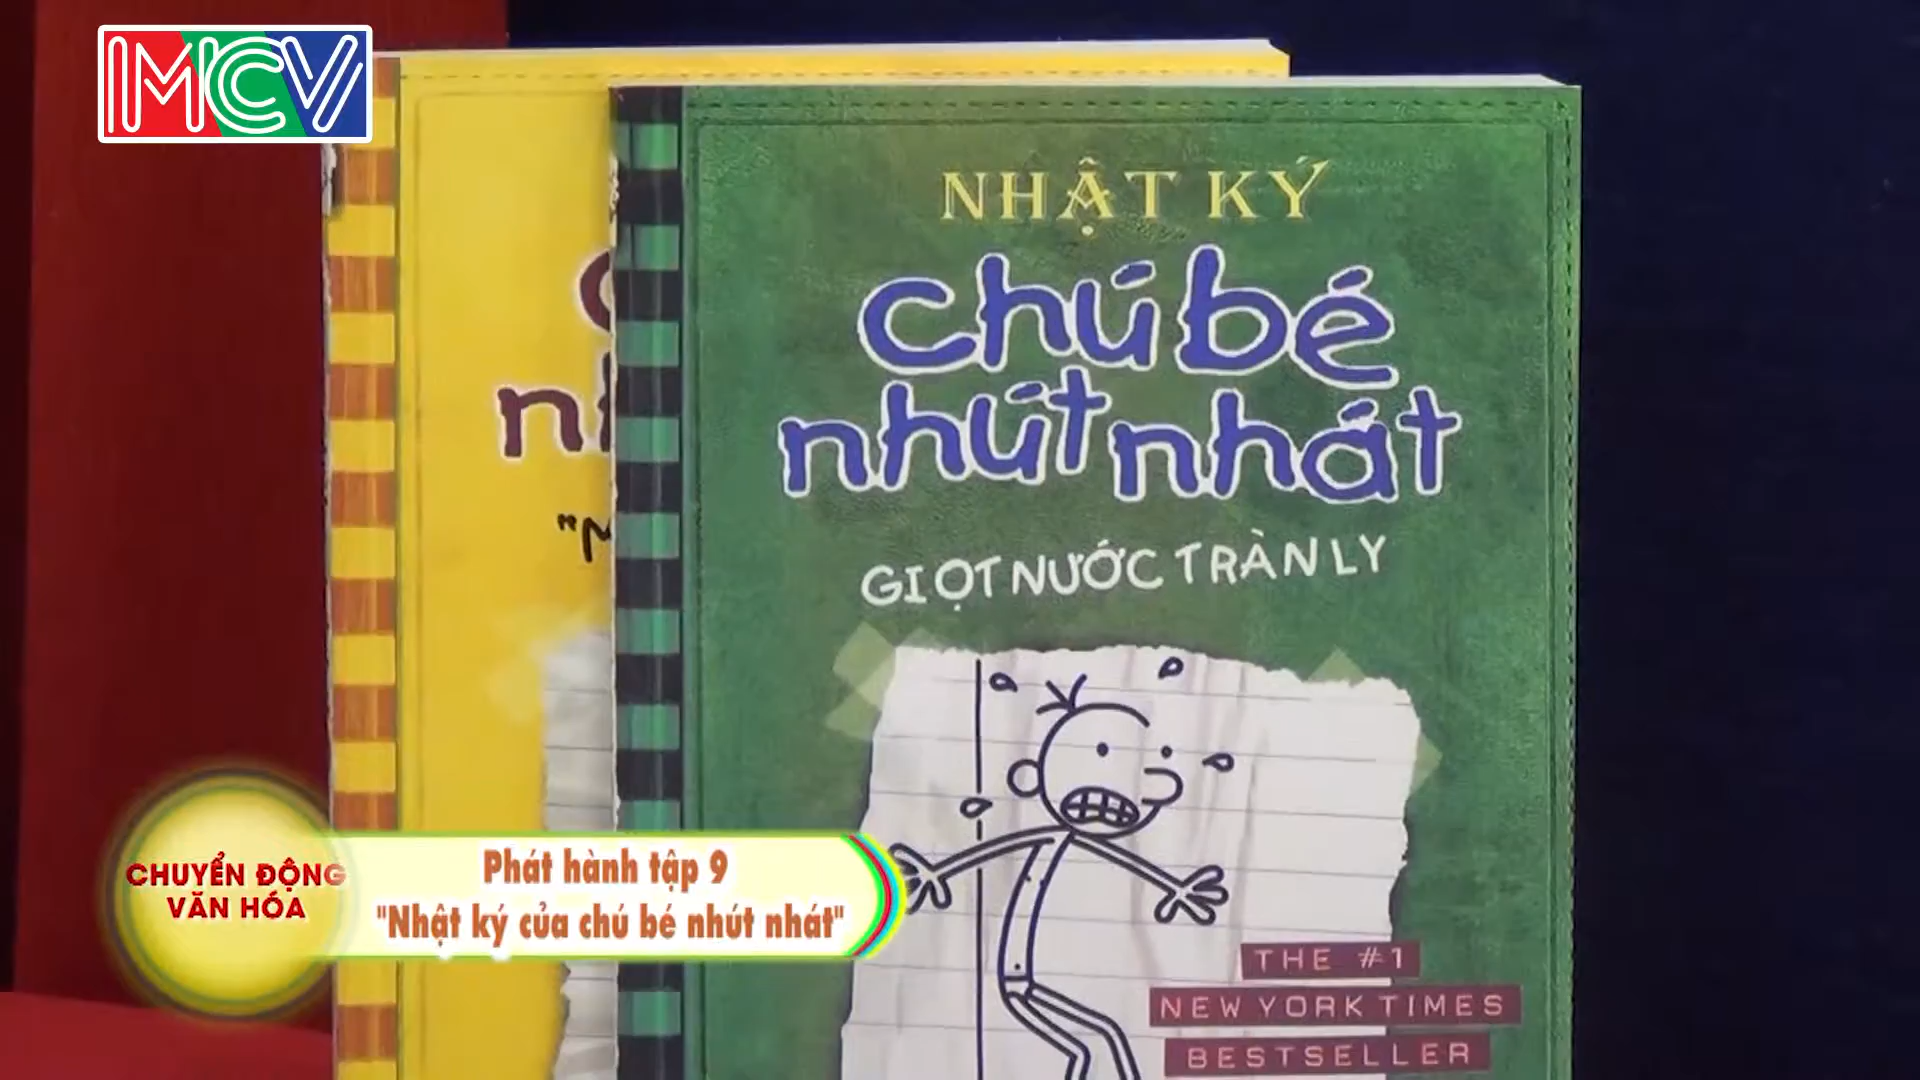 MCV
NHẬT KÝ
chú bé
nhút nhát
GIỌT NƯỚC TRÀN LY
THE #1
NEW YORK TIMES
BESTSELLER
CHUYỂN ĐỘNG
VĂN HÓA
Phát hành tập 9
"Nhật ký của chú bé nhút nhát"